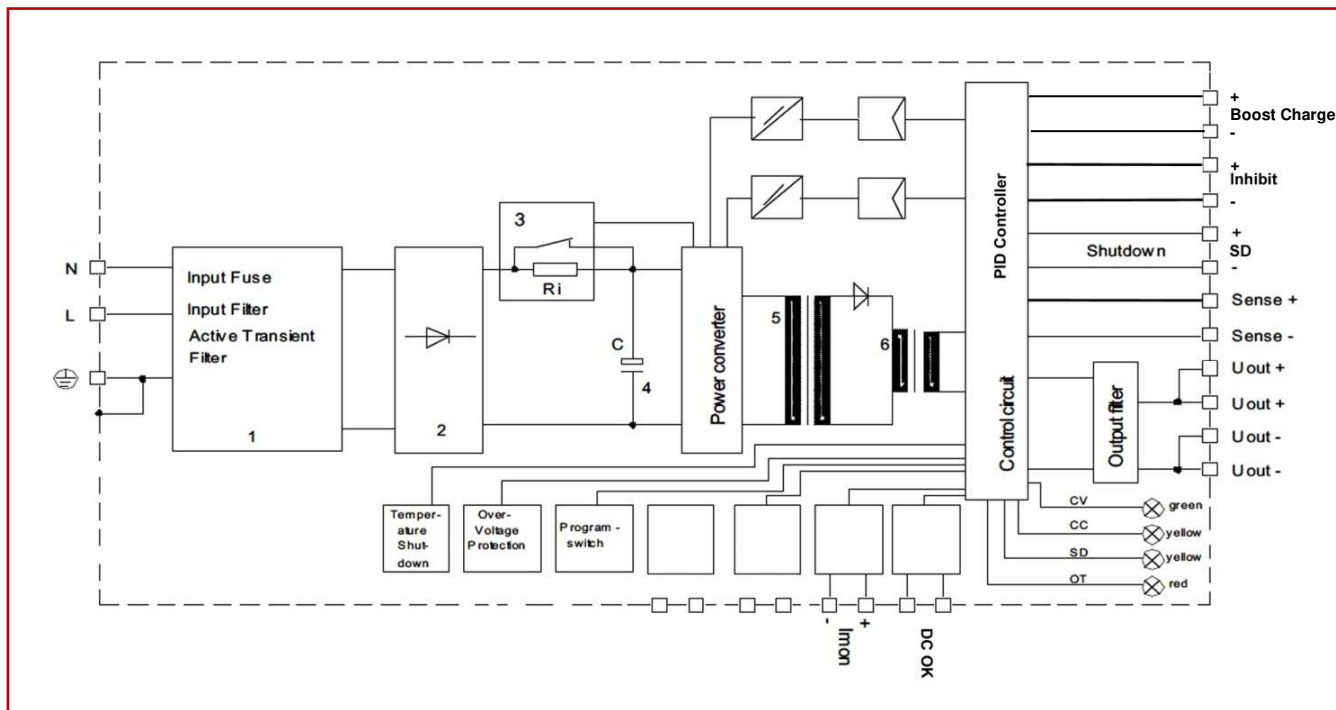 N
L
Input Fuse
Input Filter
Active Transient
Filter
1
2
3
Ri
C
4
Power converter
5
6
PID Controller
Control circuit
+
Boost Charge
-
+
Inhibit
-
+
Shutdown
SD
-
Sense +
Sense -
Output filter
Uout +
Uout +
Uout -
Uout -
CV
green
CC
yellow
SD
yellow
OT
red
Temper-
ature
Shut-
down
Over-
Voltage
Protection
Program-
switch
-
+
Imon
DC OK